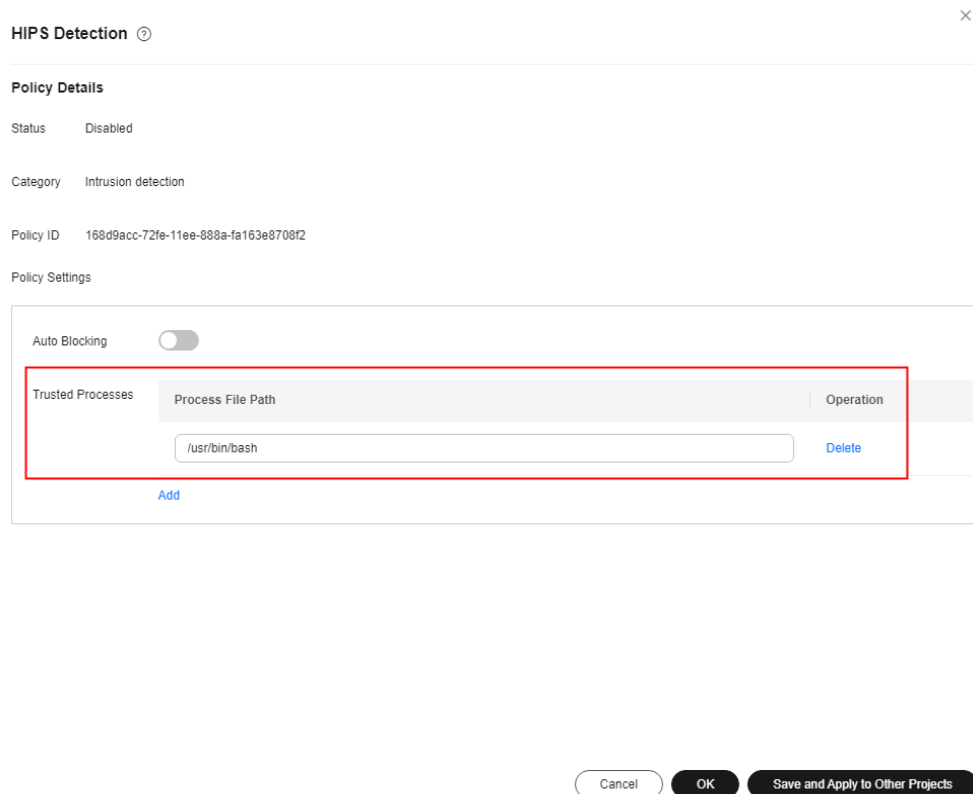 HIPS Detection ?
Policy Details
Status Disabled
Category Intrusion detection
Policy ID 168d9acc-72fe-11ee-888a-fa163e8708f2
Policy Settings
Auto Blocking
Trusted Processes Process File Path Operation
/usr/bin/bash Delete
Add
Cancel OK Save and Apply to Other Projects